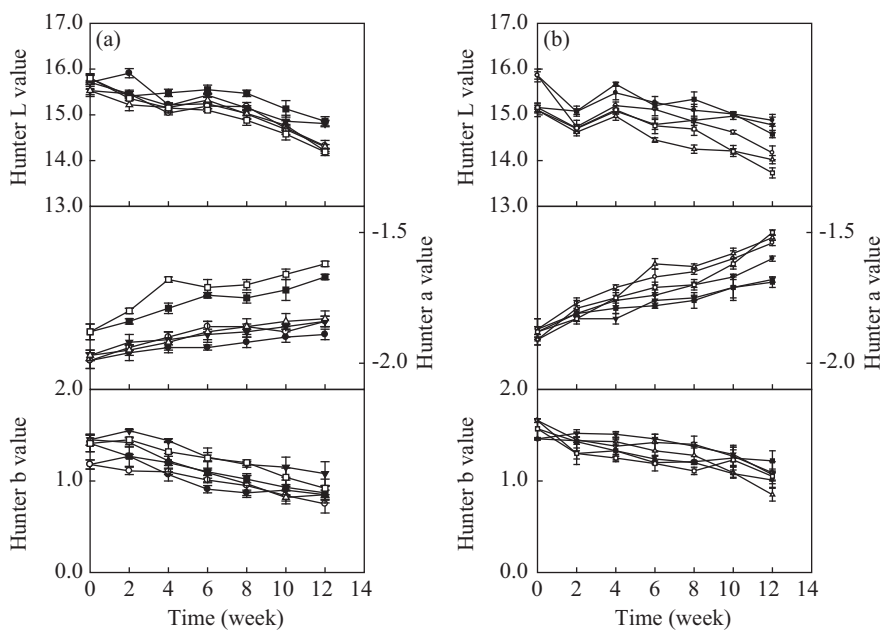 (a)
17.0
16.0
15.0
14.0
13.0
Hunter L value
-1.5
-2.0
Hunter a value
2.0
1.0
0.0
Hunter b value
0 2 4 6 8 10 12 14
Time (week)
(b)
17.0
16.0
15.0
14.0
13.0
Hunter L value
-1.5
-2.0
Hunter a value
2.0
1.0
0.0
Hunter b value
0 2 4 6 8 10 12 14
Time (week)